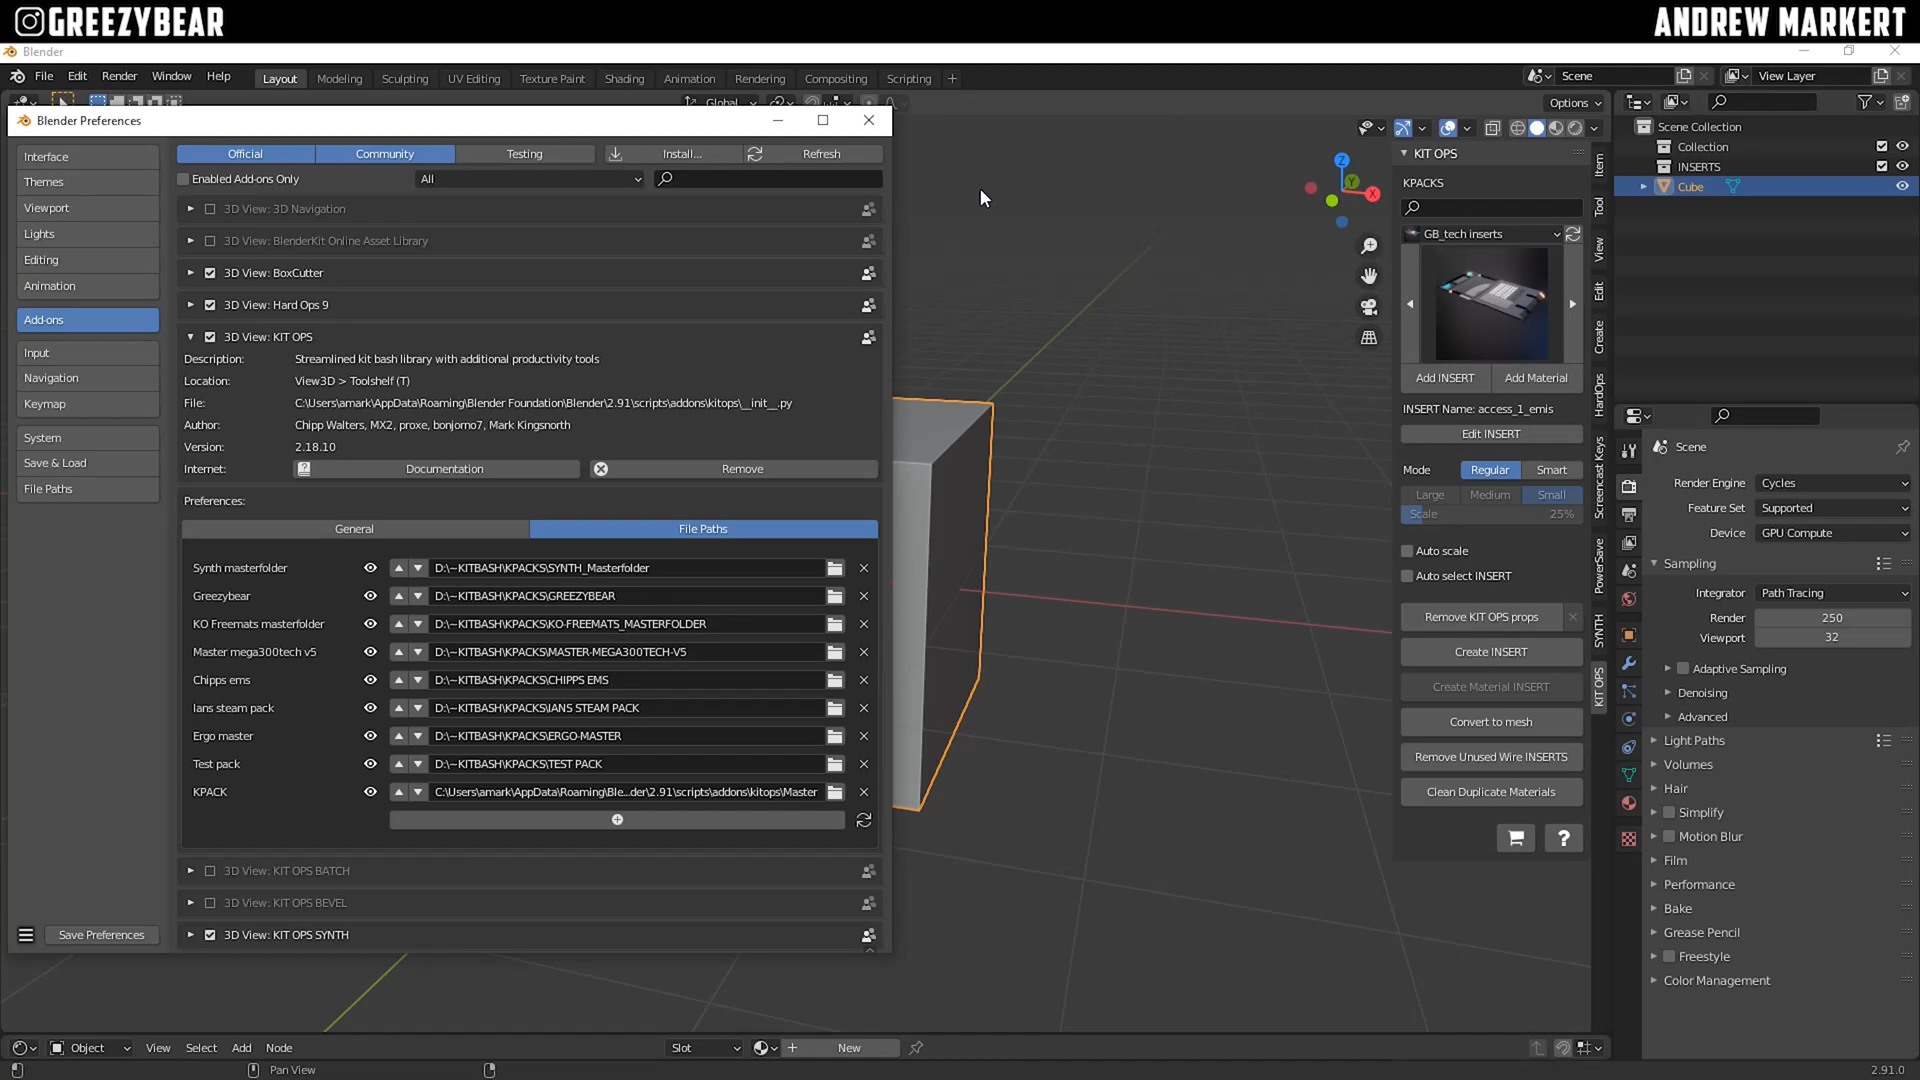 GREEZYBEAR
ANDREW MARKERT
Blender
File Edit Render Window Help Layout Modeling Sculpting UV Editing Texture Paint Shading Animation Rendering Compositing Scripting + Scene View Layer
Global Options
Blender Preferences
Interface
Themes
Viewport
Lights
Editing
Animation
Add-ons
Input
Navigation
Keymap
System
Save & Load
File Paths
Save Preferences
Official Community Testing Install... Refresh
Enabled Add-ons Only All
3D View: 3D Navigation
3D View: BlenderKit Online Asset Library
3D View: BoxCutter
3D View: Hard Ops 9
3D View: KIT OPS
Description: Streamlined kit bash library with additional productivity tools
Location: View3D > Toolshelf (T)
File: C:\Users\amark\AppData\Roaming\Blender Foundation\Blender\2.91\scripts\addons\kitops\__init__.py
Author: Chipp Walters, MX2, proxe, bonjorno7, Mark Kingsnorth
Version: 2.18.10
Internet: Documentation Remove
Preferences:
General File Paths
Synth masterfolder D:\~KITBASH\KPACKS\SYNTH_Masterfolder
Greezybear D:\~KITBASH\KPACKS\GREEZYBEAR
KO Freemats masterfolder D:\~KITBASH\KPACKS\KO-FREEMATS_MASTERFOLDER
Master mega300tech v5 D:\~KITBASH\KPACKS\MASTER-MEGA300TECH-V5
Chipps ems D:\~KITBASH\KPACKS\CHIPPS EMS
Ians steam pack D:\~KITBASH\KPACKS\IANS STEAM PACK
Ergo master D:\~KITBASH\KPACKS\ERGO-MASTER
Test pack D:\~KITBASH\KPACKS\TEST PACK
KPACK C:\Users\amark\AppData\Roaming\Ble...der\2.91\scripts\addons\kitops\Master
3D View: KIT OPS BATCH
3D View: KIT OPS BEVEL
3D View: KIT OPS SYNTH
Z
Y
X
KIT OPS
KPACKS
GB_tech inserts
Add INSERT Add Material
INSERT Name: access_1_emis
Edit INSERT
Mode Regular Smart
Large Medium Small
Scale 25%
Auto scale
Auto select INSERT
Remove KIT OPS props
Create INSERT
Create Material INSERT
Convert to mesh
Remove Unused Wire INSERTS
Clean Duplicate Materials
?
Item
Tool
View
Edit
Create
HardOps
Screencast Keys
PowerSave
SYNTH
KIT OPS
Scene Collection
Collection
INSERTS
Cube
Scene
Render Engine Cycles
Feature Set Supported
Device GPU Compute
Sampling
Integrator Path Tracing
Render 250
Viewport 32
Adaptive Sampling
Denoising
Advanced
Light Paths
Volumes
Hair
Simplify
Motion Blur
Film
Performance
Bake
Grease Pencil
Freestyle
Color Management
Object View Select Add Node Slot + New
Pan View
2.91.0